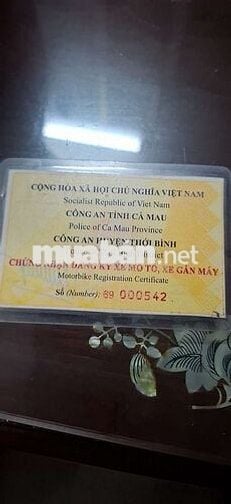 CỘNG HÒA XÃ HỘI CHỦ NGHĨA VIỆT NAM
Socialist Republic of Viet Nam
CÔNG AN TỈNH CÀ MAU
Police of Ca Mau Province
CÔNG AN HUYỆN THỚI BÌNH
muaban.net
CHỨNG NHẬN ĐĂNG KÝ XE MÔ TÔ, XE GẮN MÁY
Motorbike Registration Certificate
Số (Number): 69 000542